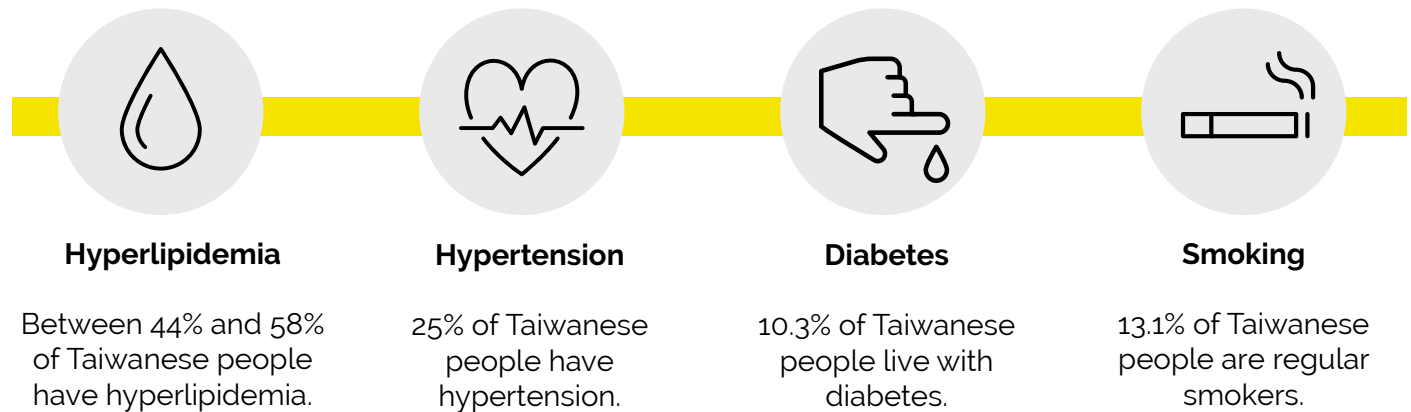 Hyperlipidemia
Between 44% and 58%
of Taiwanese people
have hyperlipidemia.
Hypertension
25% of Taiwanese
people have
hypertension.
Diabetes
10.3% of Taiwanese
people live with
diabetes.
Smoking
13.1% of Taiwanese
people are regular
smokers.